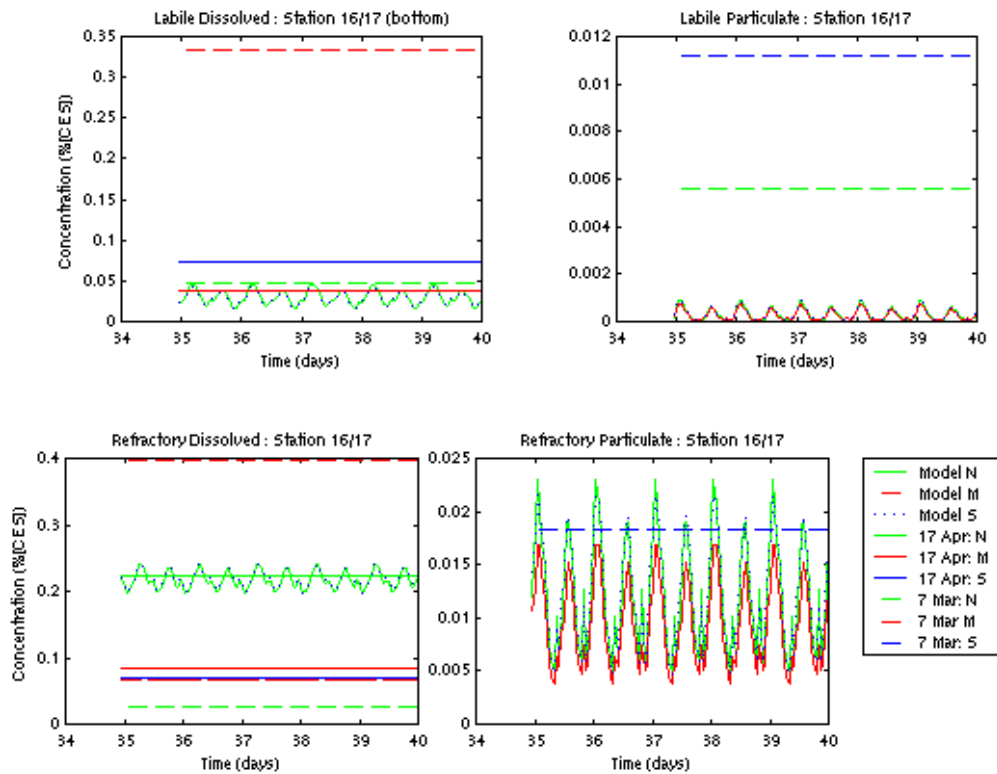 Labile Dissolved : Station 16/17 (bottom)
Concentration (%[CE5])
0.35
0.3
0.25
0.2
0.15
0.1
0.05
0
34 35 36 37 38 39 40
Time (days)
Labile Particulate : Station 16/17
0.012
0.01
0.008
0.006
0.004
0.002
0
34 35 36 37 38 39 40
Time (days)
Refractory Dissolved : Station 16/17
Concentration (%[CE5])
0.4
0.3
0.2
0.1
0
34 35 36 37 38 39 40
Time (days)
Refractory Particulate : Station 16/17
0.025
0.02
0.015
0.01
0.005
0
34 35 36 37 38 39 40
Time (days)
Model N
Model M
Model S
17 Apr: N
17 Apr: M
17 Apr: S
7 Mar: N
7 Mar: M
7 Mar: S